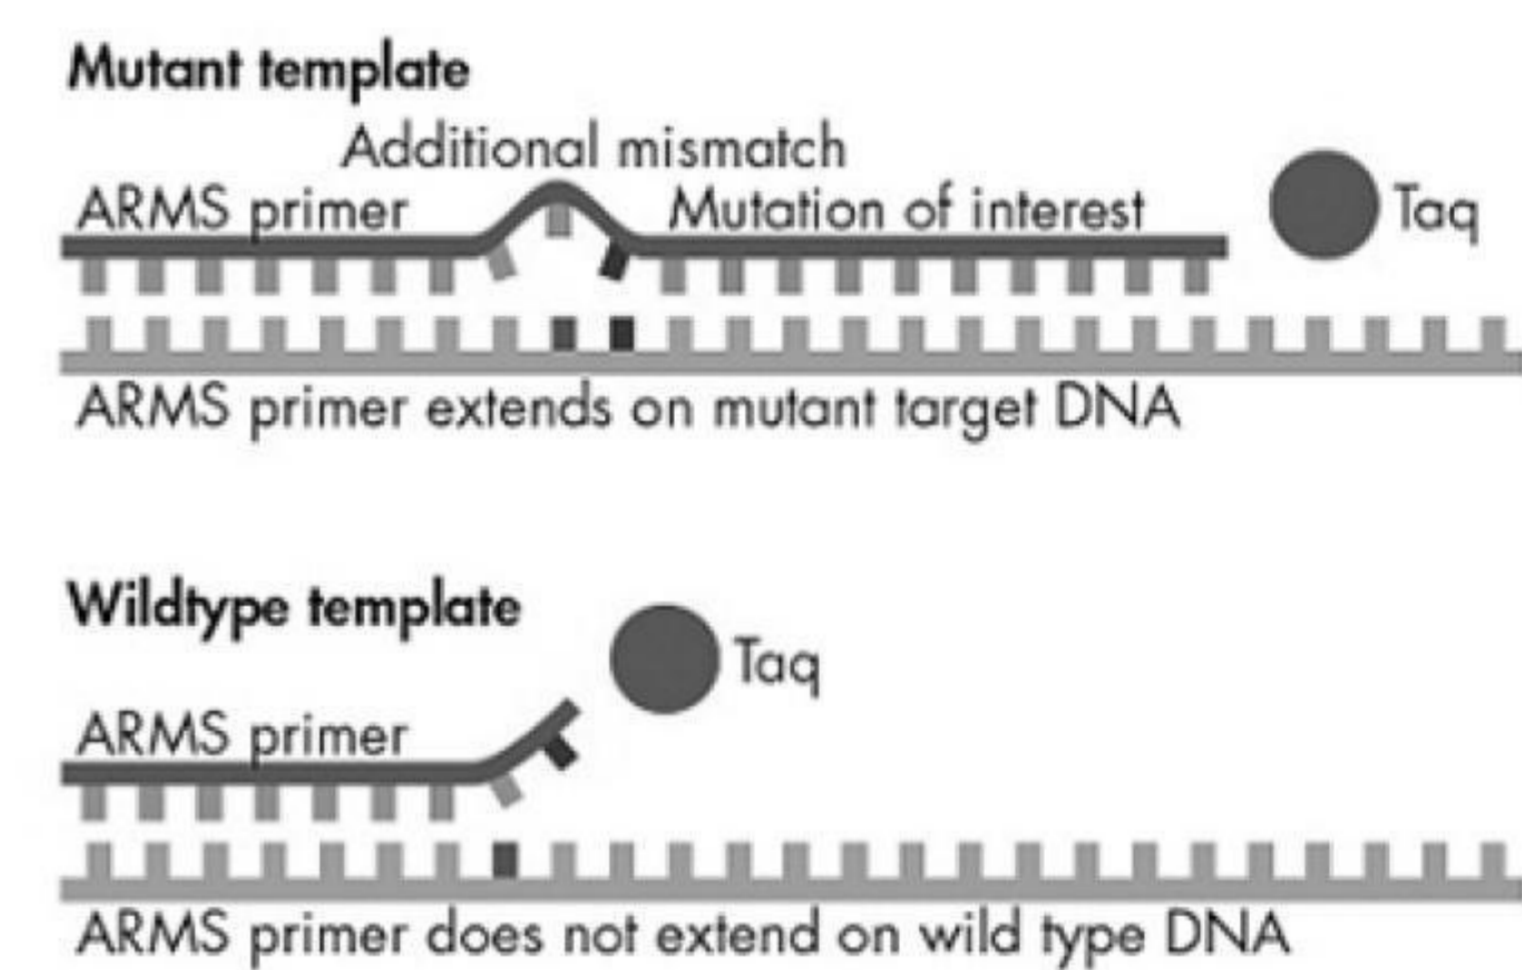 Mutant template
Additional mismatch
ARMS primer
Mutation of interest
Taq
ARMS primer extends on mutant target DNA
Wildtype template
Taq
ARMS primer
ARMS primer does not extend on wild type DNA